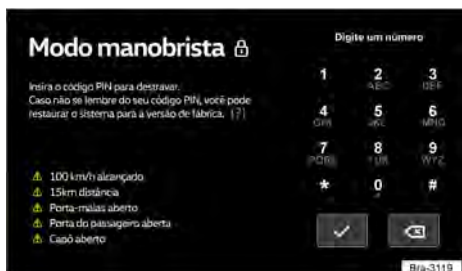 Modo manobrista
Digite um número
Insira o código PIN para destravar.
Caso não se lembre do seu código PIN, você pode
restaurar o sistema para a versão de fábrica. [?]
1 2 3
ABC DEF
4 5 6
GHI JKL MNO
7 8 9
PQRS TUV WXYZ
* 0 #
100 km/h alcançado
15km distância
Porta-malas aberto
Porta do passageiro aberta
Capô aberto
Bra-3119